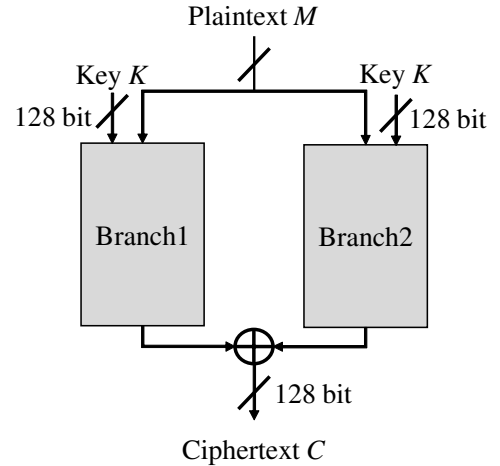 Plaintext M
Key K
Key K
128 bit
128 bit
Branch1
Branch2
128 bit
Ciphertext C